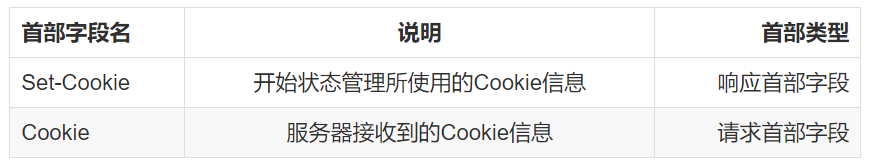 首部字段名 说明 首部类型
Set-Cookie 开始状态管理所使用的Cookie信息 响应首部字段
Cookie 服务器接收到的Cookie信息 请求首部字段